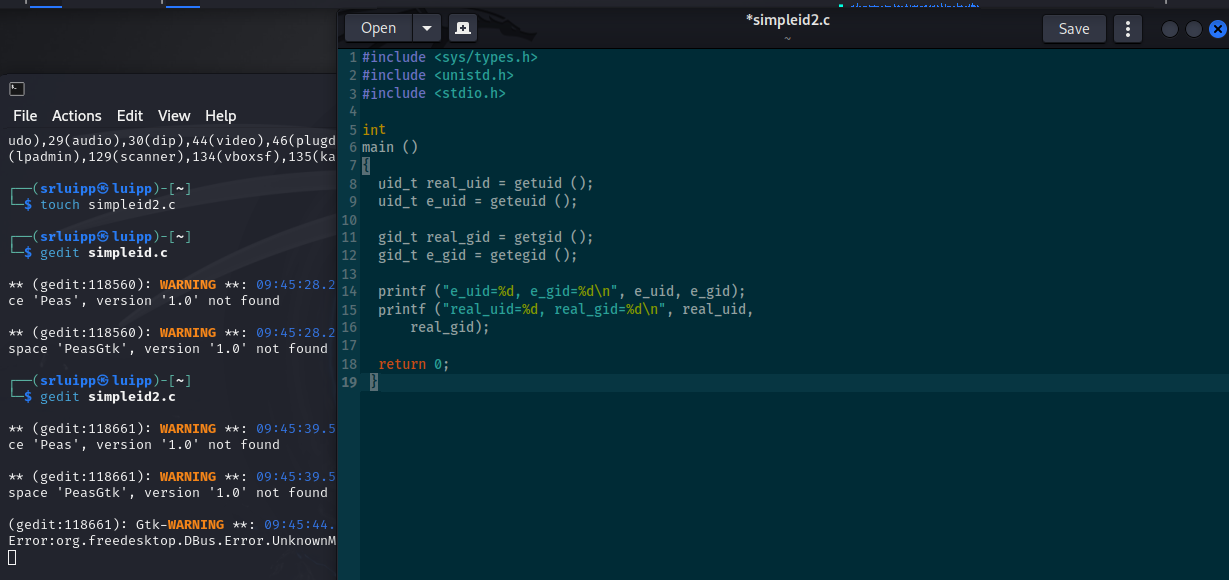 Open
*simpleid2.c
~
Save
File Actions Edit View Help
udo),29(audio),30(dip),44(video),46(plugd
(lpadmin),129(scanner),134(vboxsf),135(ka
┌──(srluipp㉿luipp)-[~]
└─$ touch simpleid2.c
┌──(srluipp㉿luipp)-[~]
└─$ gedit simpleid.c
** (gedit:118560): WARNING **: 09:45:28.2
ce 'Peas', version '1.0' not found
** (gedit:118560): WARNING **: 09:45:28.2
space 'PeasGtk', version '1.0' not found
┌──(srluipp㉿luipp)-[~]
└─$ gedit simpleid2.c
** (gedit:118661): WARNING **: 09:45:39.5
ce 'Peas', version '1.0' not found
** (gedit:118661): WARNING **: 09:45:39.5
space 'PeasGtk', version '1.0' not found
(gedit:118661): Gtk-WARNING **: 09:45:44.
Error:org.freedesktop.DBus.Error.UnknownM
1 #include <sys/types.h>
2 #include <unistd.h>
3 #include <stdio.h>
4
5 int
6 main ()
7 {
8   uid_t real_uid = getuid ();
9   uid_t e_uid = geteuid ();
10
11   gid_t real_gid = getgid ();
12   gid_t e_gid = getegid ();
13
14   printf ("e_uid=%d, e_gid=%d\n", e_uid, e_gid);
15   printf ("real_uid=%d, real_gid=%d\n", real_uid,
16       real_gid);
17
18   return 0;
19  }